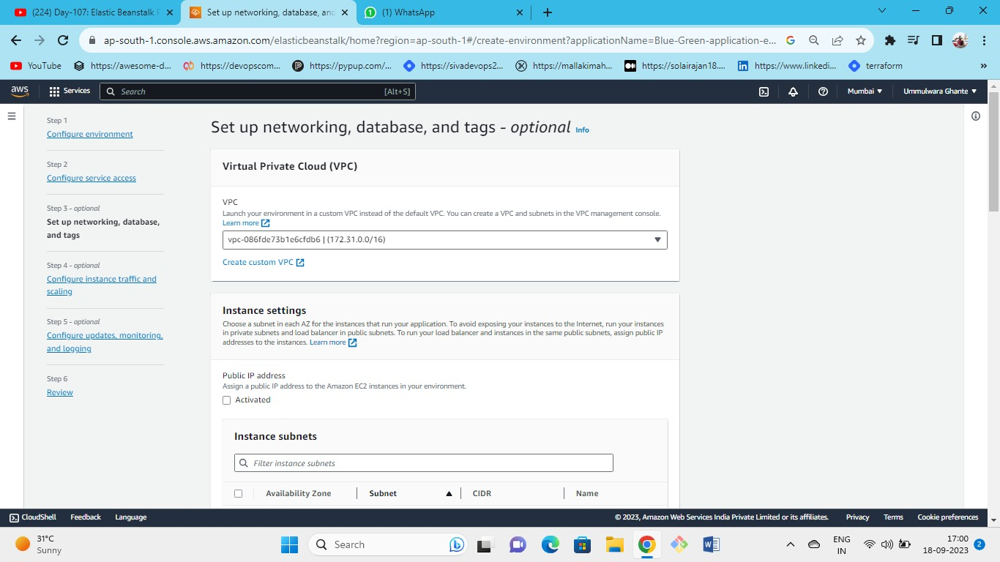 (224) Day-107: Elastic Beanstalk
Set up networking, database, and
(1) WhatsApp
ap-south-1.console.aws.amazon.com/elasticbeanstalk/home?region=ap-south-1#/create-environment?applicationName=Blue-Green-application-e...
YouTube
https://awesome-d...
https://devopscom...
https://pypup.com/...
https://sivadevops2...
https://mallakimah...
https://solairajan18....
https://www.linkedi...
terraform
aws
Services
Search [Alt+S]
Mumbai
Ummulwara Ghante
Step 1
Configure environment
Step 2
Configure service access
Step 3 - optional
Set up networking, database,
and tags
Step 4 - optional
Configure instance traffic and
scaling
Step 5 - optional
Configure updates, monitoring,
and logging
Step 6
Review
Set up networking, database, and tags - optional Info
Virtual Private Cloud (VPC)
VPC
Launch your environment in a custom VPC instead of the default VPC. You can create a VPC and subnets in the VPC management console.
Learn more
vpc-086fde73b1e6cfdb6 | (172.31.0.0/16)
Create custom VPC
Instance settings
Choose a subnet in each AZ for the instances that run your application. To avoid exposing your instances to the Internet, run your instances
in private subnets and load balancer in public subnets. To run your load balancer and instances in the same public subnets, assign public IP
addresses to the instances. Learn more
Public IP address
Assign a public IP address to the Amazon EC2 instances in your environment.
Activated
Instance subnets
Filter instance subnets
Availability Zone Subnet CIDR Name
CloudShell Feedback Language
© 2023, Amazon Web Services India Private Limited or its affiliates. Privacy Terms Cookie preferences
31°C
Sunny
Search
ENG
IN
17:00
18-09-2023
2